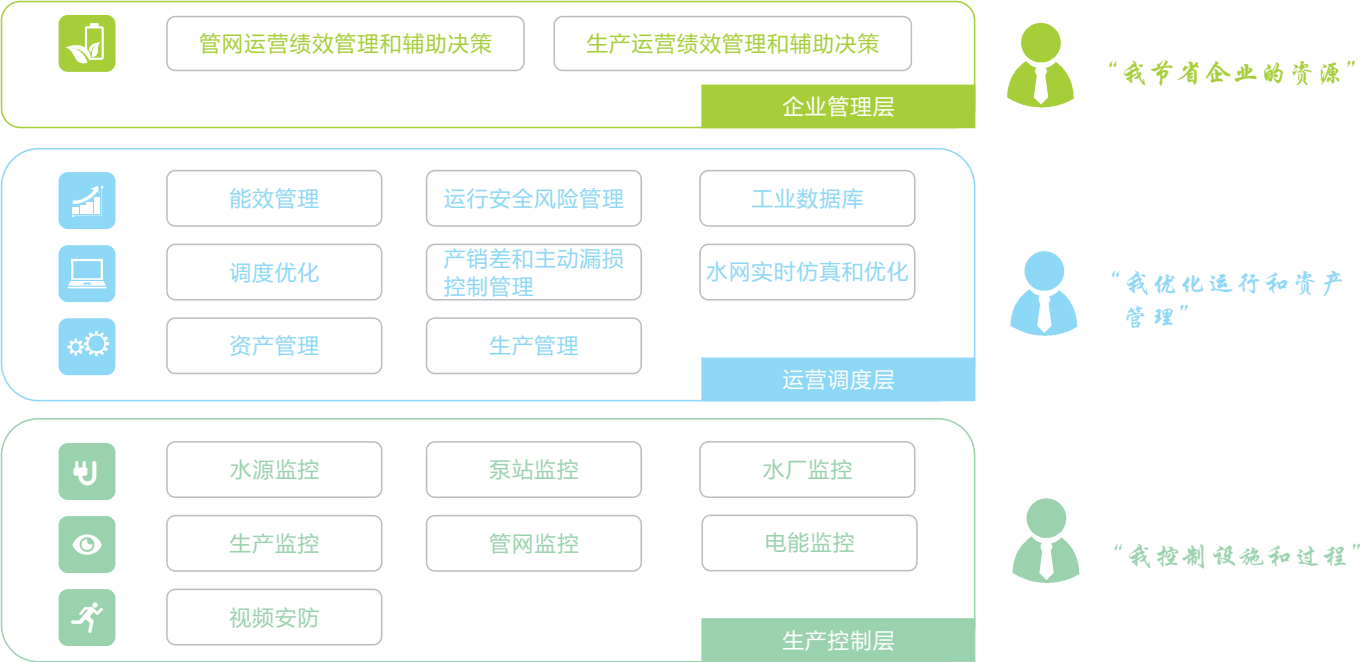 管网运营绩效管理和辅助决策
生产运营绩效管理和辅助决策
企业管理层
“我节省企业的资源”
能效管理
运行安全风险管理
工业数据库
调度优化
产销差和主动漏损
控制管理
水网实时仿真和优化
资产管理
生产管理
运营调度层
“我优化运行和资产
管理”
水源监控
泵站监控
水厂监控
生产监控
管网监控
电能监控
视频安防
生产控制层
“我控制设施和过程”